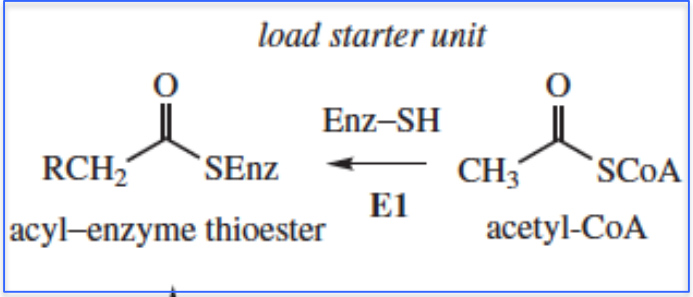 load starter unit
O O
Enz–SH
RCH2 SEnz CH3 SCoA
E1
acyl–enzyme thioester acetyl-CoA